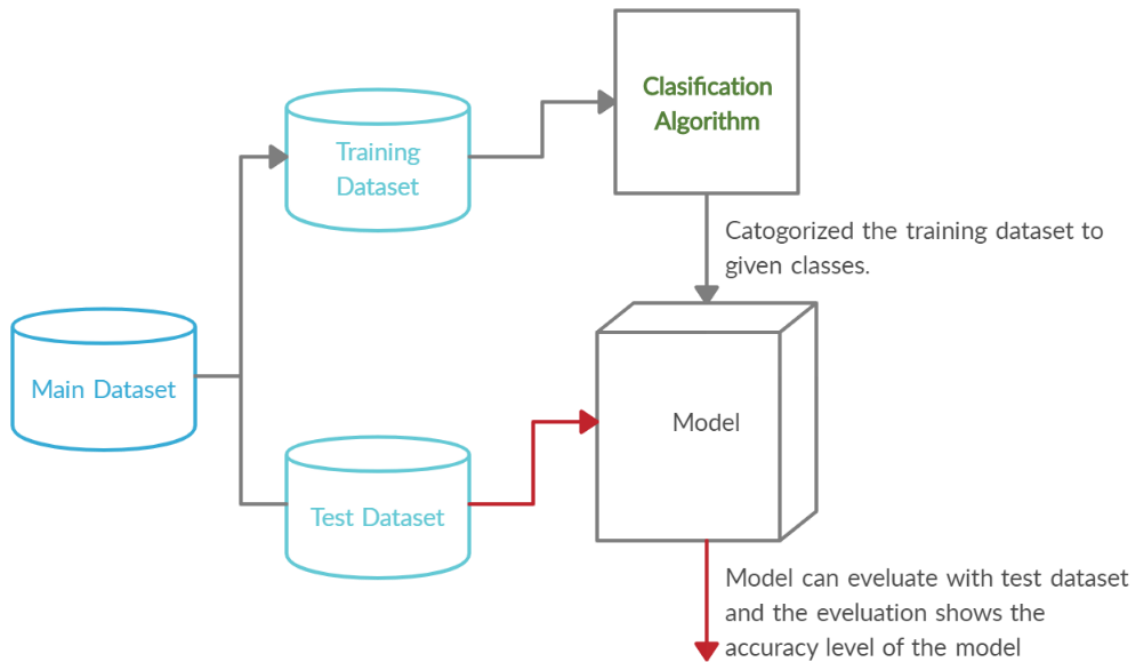 Clasification
Algorithm
Training
Dataset
Catogorized the training dataset to
given classes.
Main Dataset
Model
Test Dataset
Model can eveluate with test dataset
and the eveluation shows the
accuracy level of the model